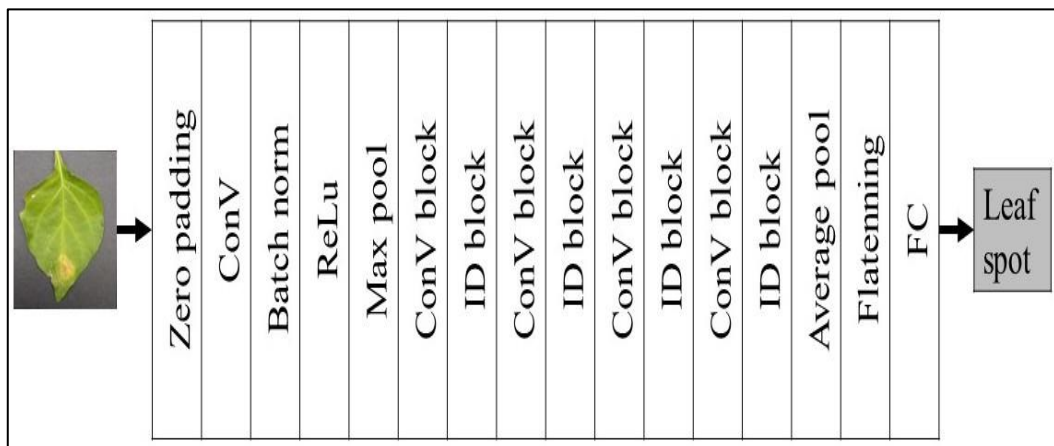 Zero padding
ConV
Batch norm
ReLu
Max pool
ConV block
ID block
ConV block
ID block
ConV block
ID block
ConV block
ID block
Average pool
Flatenning
FC
Leaf
spot